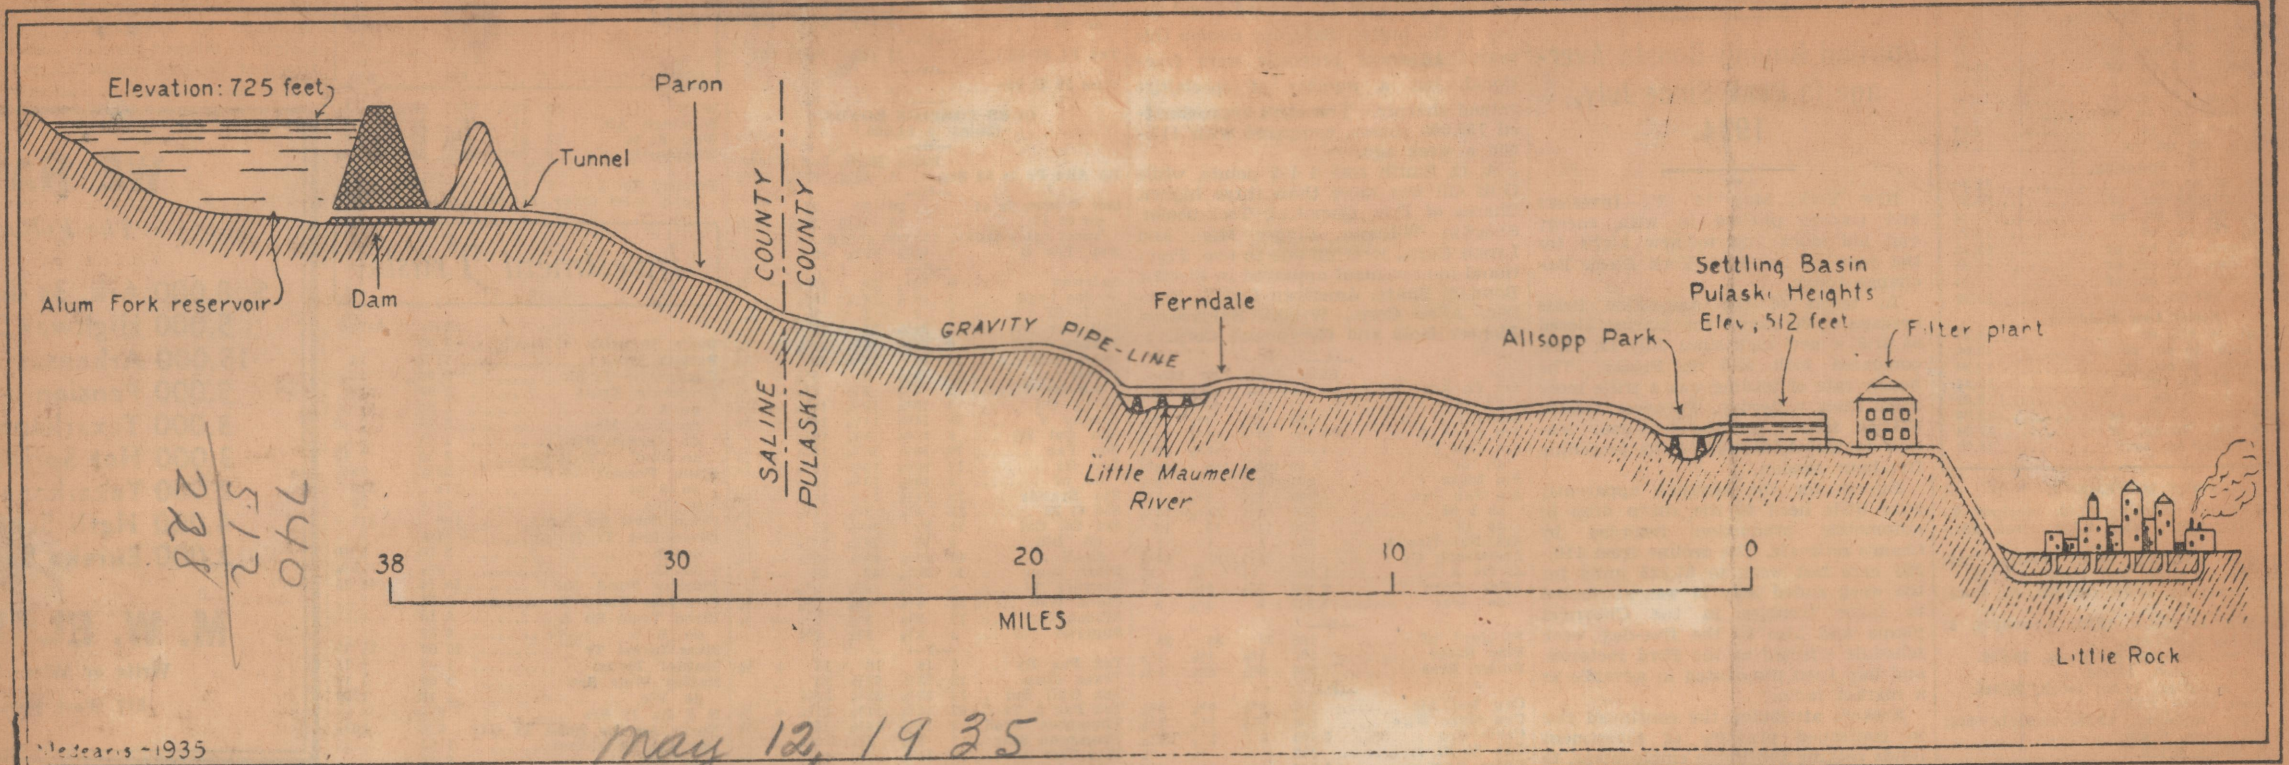 Elevation: 725 feet
Paron
Tunnel
SALINE COUNTY
PULASKI COUNTY
Alum Fork reservoir
Dam
GRAVITY PIPE-LINE
Ferndale
Settling Basin
Pulaski Heights
Elev, 512 feet
Allsopp Park
Filter plant
Little Maumelle
River
740
512
228
38
30
20
10
0
MILES
Little Rock
-1935
May 12, 1935